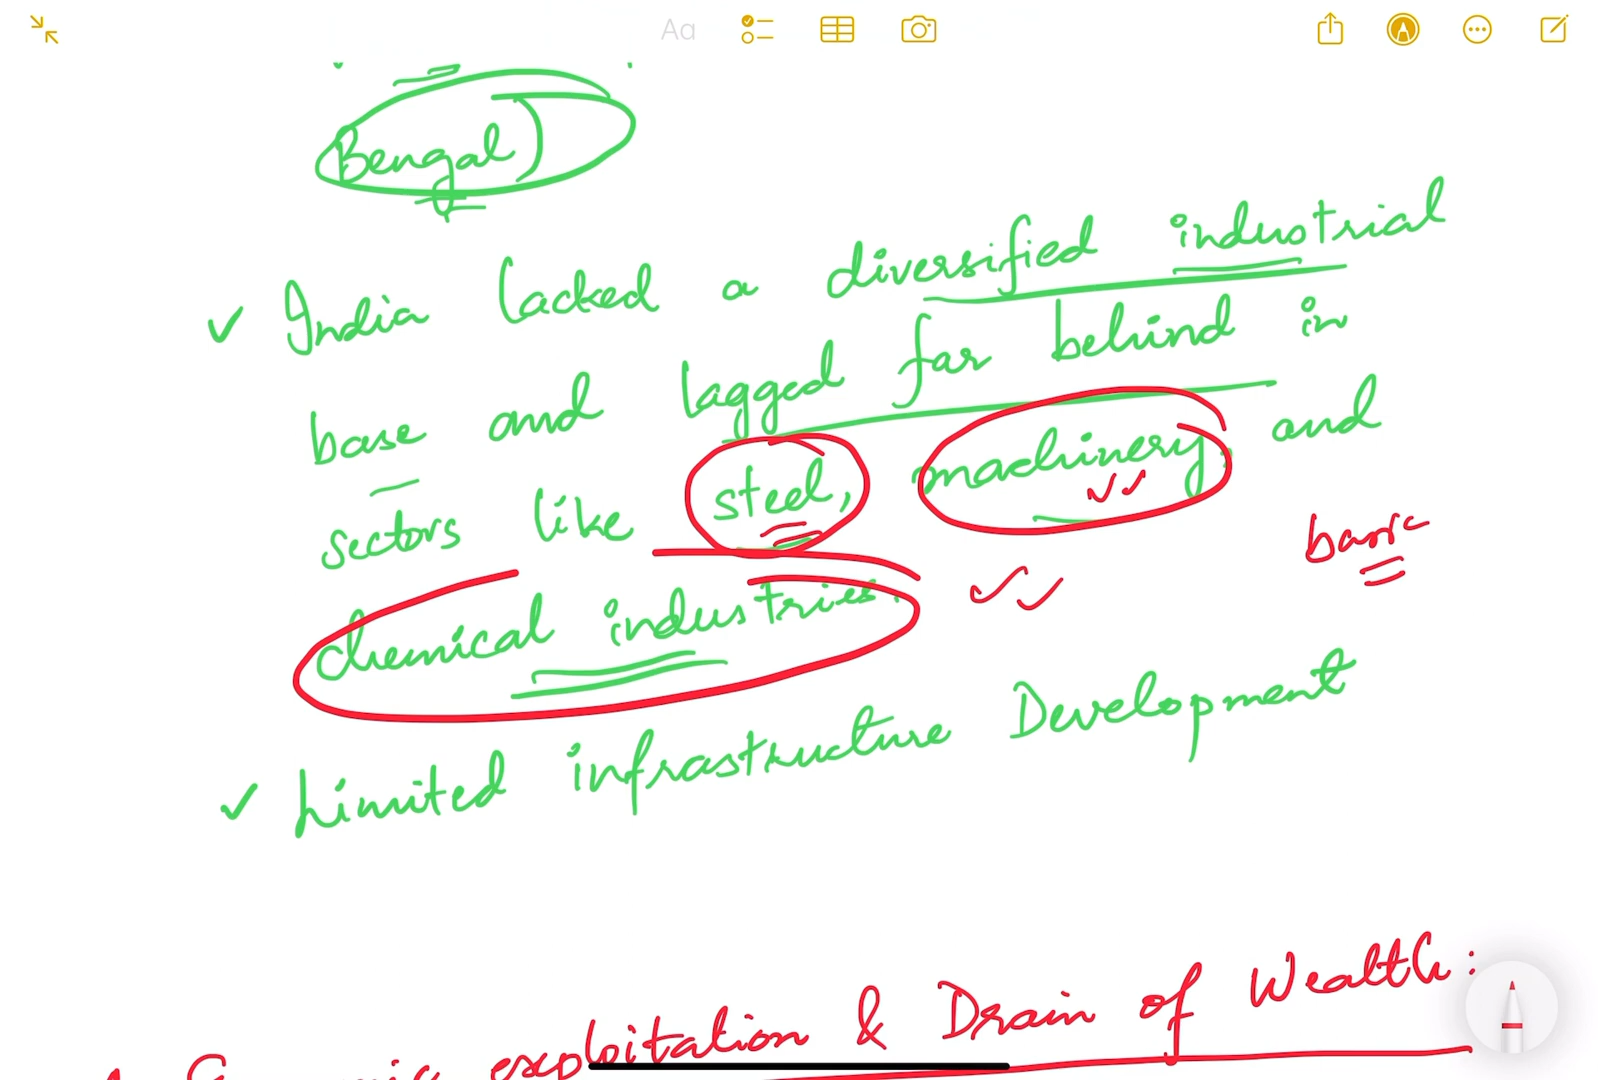 Aa
Bengal)
✓ India lacked a diversified industrial
base and lagged far behind in
sectors like steel, machinery, and
basic
chemical industries.
✓ Limited infrastructure Development
exploitation & Drain of Wealth: